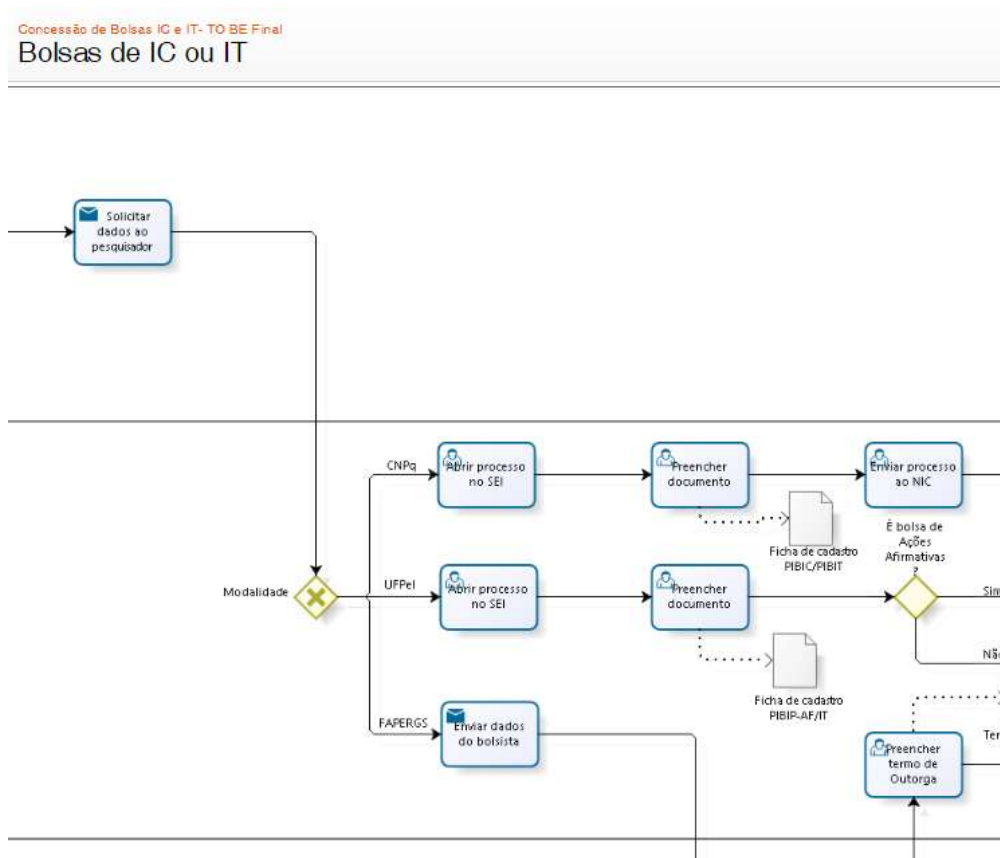 Concessão de Bolsas IC e IT- TO BE Final
Bolsas de IC ou IT
Solicitar
dados ao
pesquisador
CNPq
Abrir processo
no SEI
Preencher
documento
Enviar processo
ao NIC
Ficha de cadastro
PIBIC/PIBIT
É bolsa de
Ações
Afirmativas
?
Modalidade
UFPel
Abrir processo
no SEI
Preencher
documento
Sim
Não
Ficha de cadastro
PIBIP-AF/IT
FAPERGS
Enviar dados
do bolsista
Preencher
termo de
Outorga
Ter